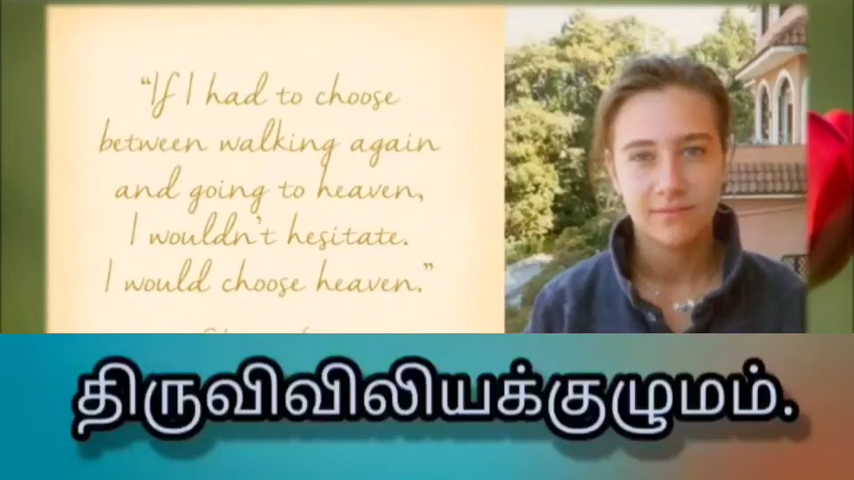 “If I had to choose
between walking again
and going to heaven,
I wouldn't hesitate.
I would choose heaven.”
திருவிவிலியக்குழுமம்.